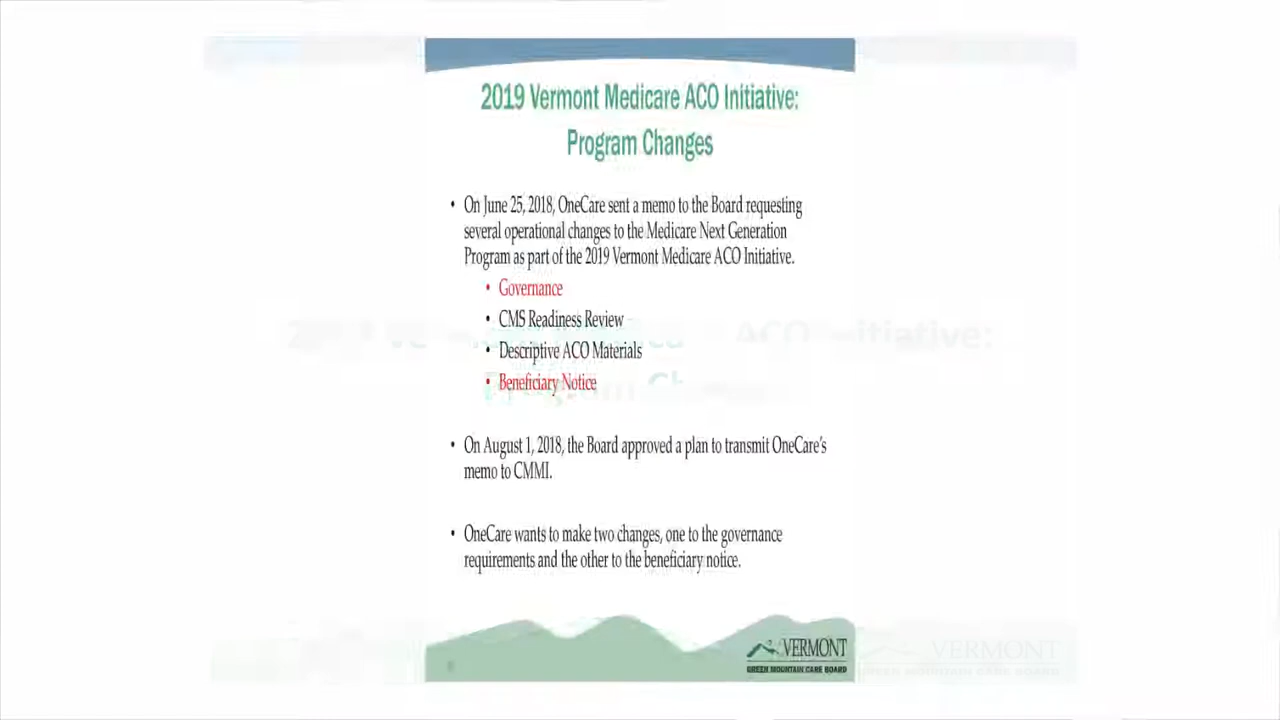 2019 Vermont Medicare ACO Initiative:
Program Changes
• On June 25, 2018, OneCare sent a memo to the Board requesting
several operational changes to the Medicare Next Generation
Program as part of the 2019 Vermont Medicare ACO Initiative.
• Governance
• CMS Readiness Review
• Descriptive ACO Materials
• Beneficiary Notice
• On August 1, 2018, the Board approved a plan to transmit OneCare's
memo to CMMI.
• OneCare wants to make two changes, one to the governance
requirements and the other to the beneficiary notice.
VERMONT
GREEN MOUNTAIN CARE BOARD